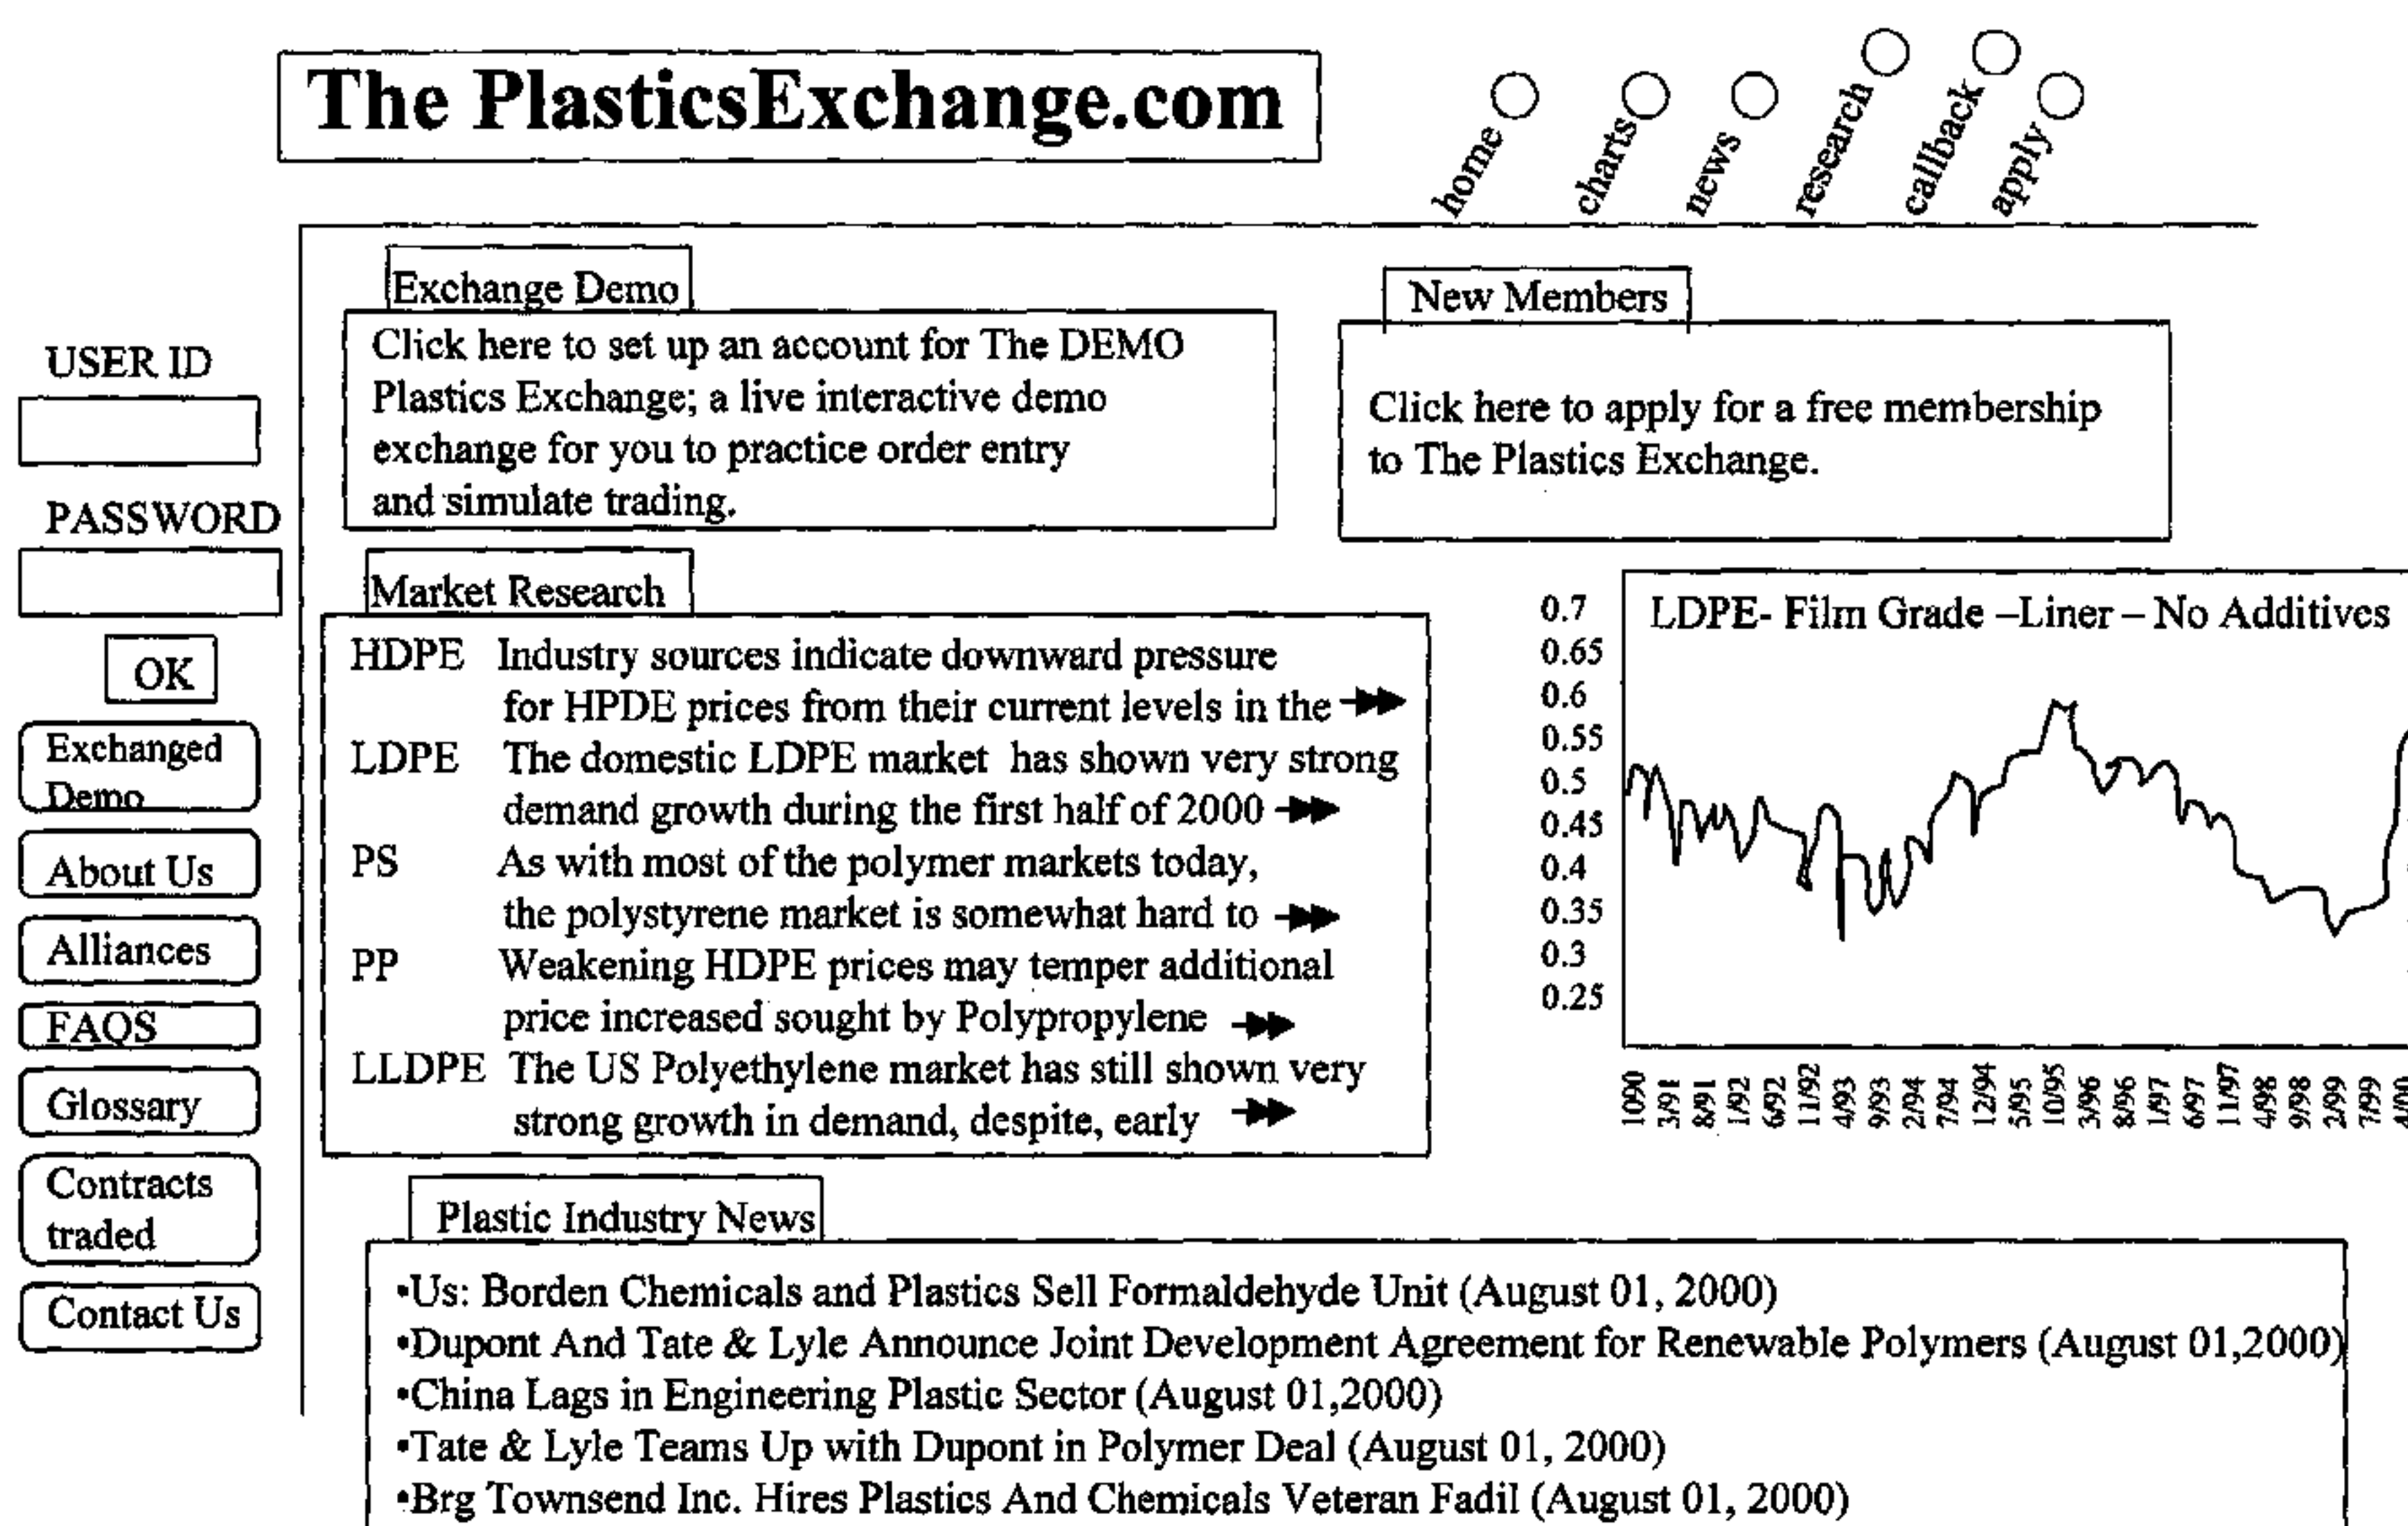 The PlasticsExchange.com
home
charts
news
research
callback
apply
USER ID
PASSWORD
OK
Exchanged
Demo
About Us
Alliances
FAQS
Glossary
Contracts
traded
Contact Us
Exchange Demo
Click here to set up an account for The DEMO
Plastics Exchange; a live interactive demo
exchange for you to practice order entry
and simulate trading.
New Members
Click here to apply for a free membership
to The Plastics Exchange.
Market Research
HDPE Industry sources indicate downward pressure
for HPDE prices from their current levels in the
LDPE The domestic LDPE market has shown very strong
demand growth during the first half of 2000
PS As with most of the polymer markets today,
the polystyrene market is somewhat hard to
PP Weakening HDPE prices may temper additional
price increased sought by Polypropylene
LLDPE The US Polyethylene market has still shown very
strong growth in demand, despite, early
LDPE- Film Grade –Liner – No Additives
0.7
0.65
0.6
0.55
0.5
0.45
0.4
0.35
0.3
0.25
1090
3/91
8/91
1/92
6/92
11/92
4/93
9/93
2/94
7/94
12/94
5/95
10/95
3/96
8/96
1/97
6/97
11/97
4/98
9/98
2/99
7/99
Plastic Industry News
•Us: Borden Chemicals and Plastics Sell Formaldehyde Unit (August 01, 2000)
•Dupont And Tate & Lyle Announce Joint Development Agreement for Renewable Polymers (August 01,2000)
•China Lags in Engineering Plastic Sector (August 01,2000)
•Tate & Lyle Teams Up with Dupont in Polymer Deal (August 01, 2000)
•Brg Townsend Inc. Hires Plastics And Chemicals Veteran Fadil (August 01, 2000)